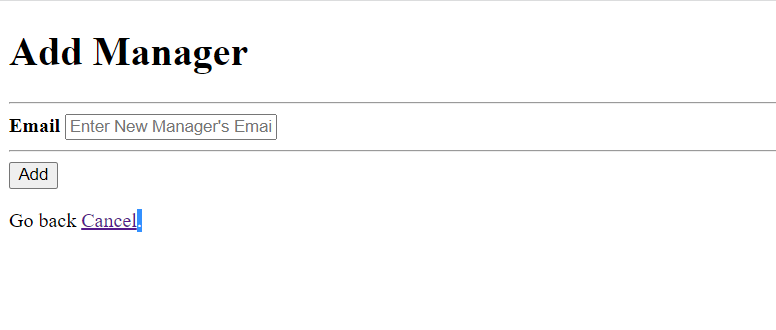 Add Manager
Email Enter New Manager's Emai
Add
Go back Cancel.